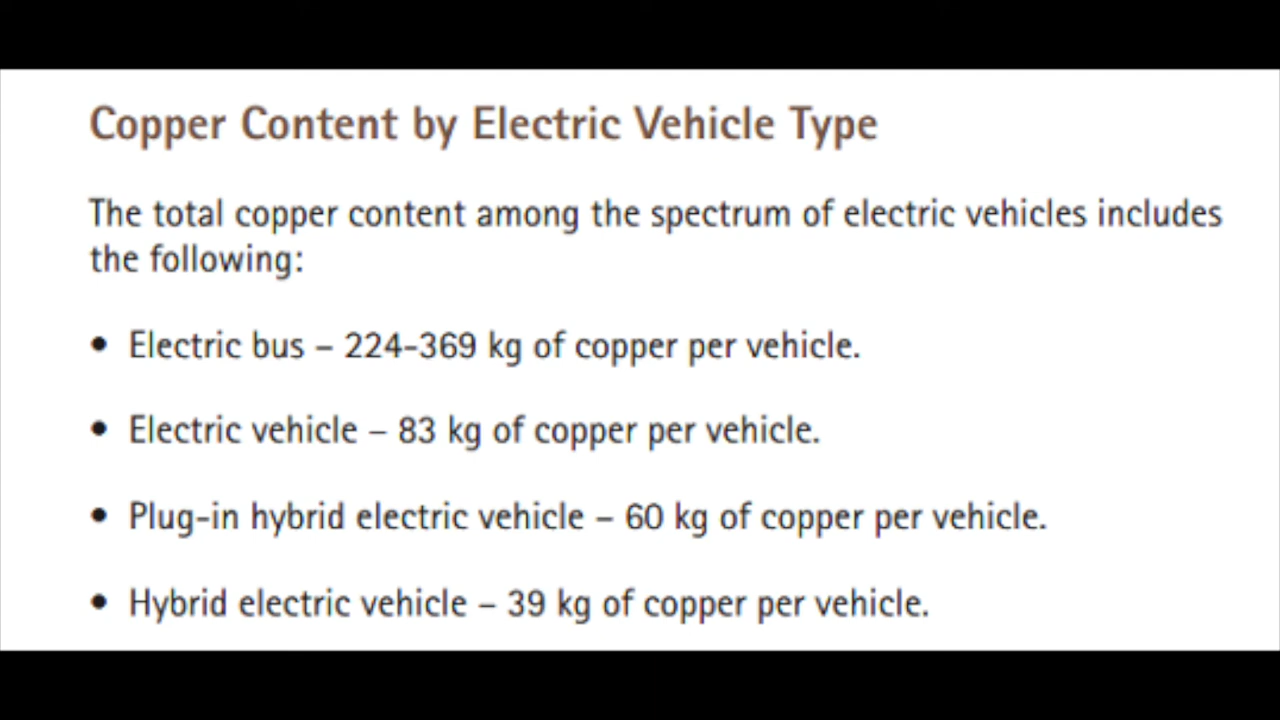 Copper Content by Electric Vehicle Type
The total copper content among the spectrum of electric vehicles includes
the following:
• Electric bus – 224-369 kg of copper per vehicle.
• Electric vehicle – 83 kg of copper per vehicle.
• Plug-in hybrid electric vehicle – 60 kg of copper per vehicle.
• Hybrid electric vehicle – 39 kg of copper per vehicle.